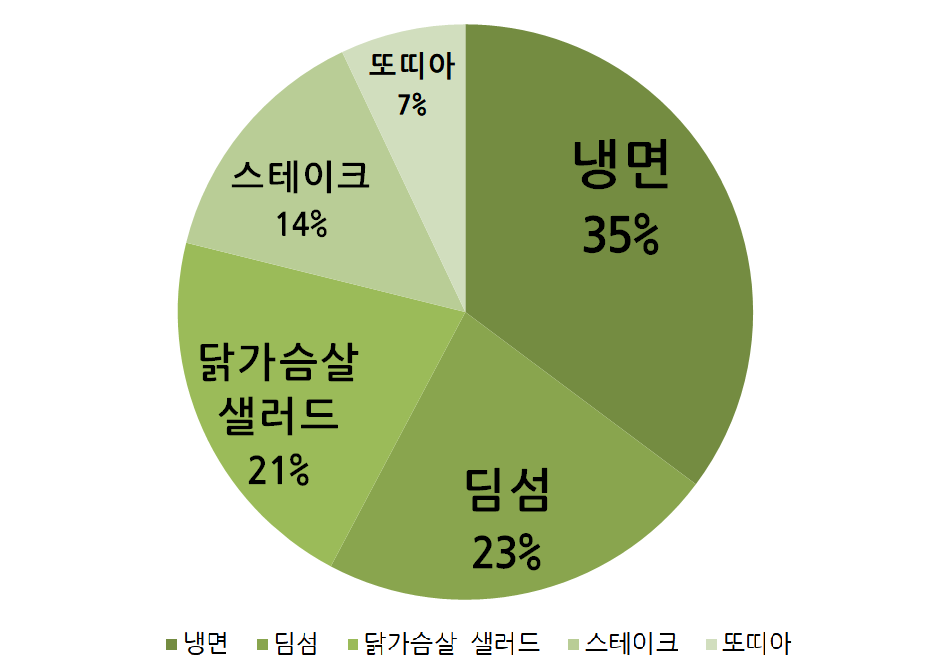 또띠아
7%
냉면
35%
스테이크
14%
닭가슴살
샐러드
21%
딤섬
23%
냉면 딤섬 닭가슴살 샐러드 스테이크 또띠아